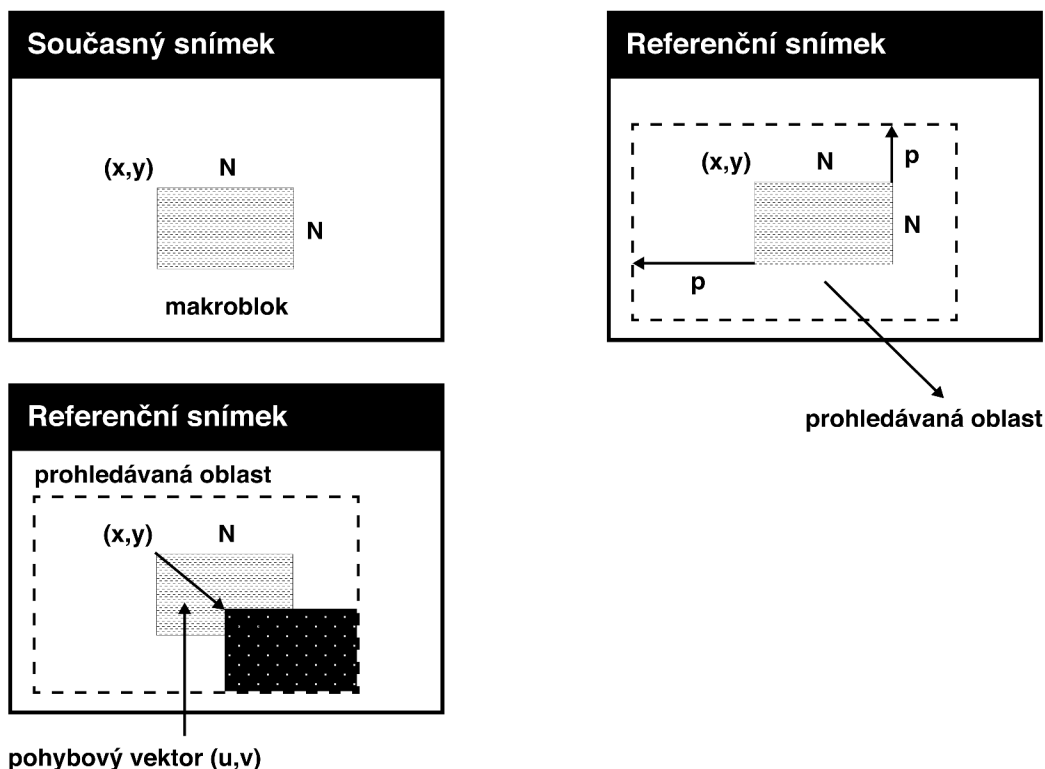 Současný snímek
(x,y) N
N
makroblok
Referenční snímek
(x,y) N p
N
p
prohledávaná oblast
Referenční snímek
prohledávaná oblast
(x,y) N
pohybový vektor (u,v)